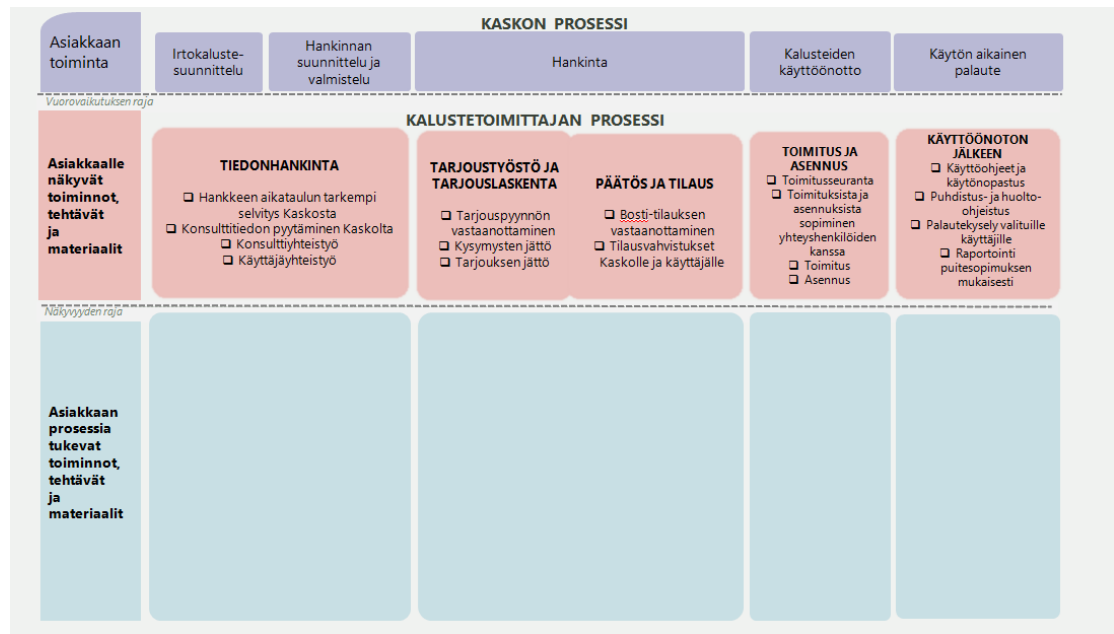 KASKON PROSESSI
Asiakkaan
toiminta
Irtokaluste-
suunnittelu
Hankinnan
suunnittelu ja
valmistelu
Hankinta
Kalusteiden
käyttöönotto
Käytön aikainen
palaute
Vuorovaikutuksen raja
KALUSTETOIMITTAJAN PROSESSI
Asiakkaalle
näkyvät
toiminnot,
tehtävät
ja
materiaalit
TIEDONHANKINTA
❑ Hankkeen aikataulun tarkempi
selvitys Kaskosta
❑ Konsulttitiedon pyytäminen Kaskolta
❑ Konsulttiyhteistyö
❑ Käyttäjäyhteistyö
TARJOUSTYÖSTÖ JA
TARJOUSLASKENTA
❑ Tarjouspyynnön
vastaanottaminen
❑ Kysymysten jättö
❑ Tarjouksen jättö
PÄÄTÖS JA TILAUS
❑ Bosti-tilauksen
vastaanottaminen
❑ Tilausvahvistukset
Kaskolle ja käyttäjälle
TOIMITUS JA
ASENNUS
❑ Toimitusseuranta
❑ Toimituksista ja
asennuksista
sopiminen
yhteyshenkilöiden
kanssa
❑ Toimitus
❑ Asennus
KÄYTTÖÖNOTON
JÄLKEEN
❑ Käyttöohjeet ja
käytönopastus
❑ Puhdistus- ja huolto-
ohjeistus
❑ Palautekysely valituille
käyttäjille
❑ Raportointi
puitesopimuksen
mukaisesti
Näkyvyyden raja
Asiakkaan
prosessia
tukevat
toiminnot,
tehtävät
ja
materiaalit